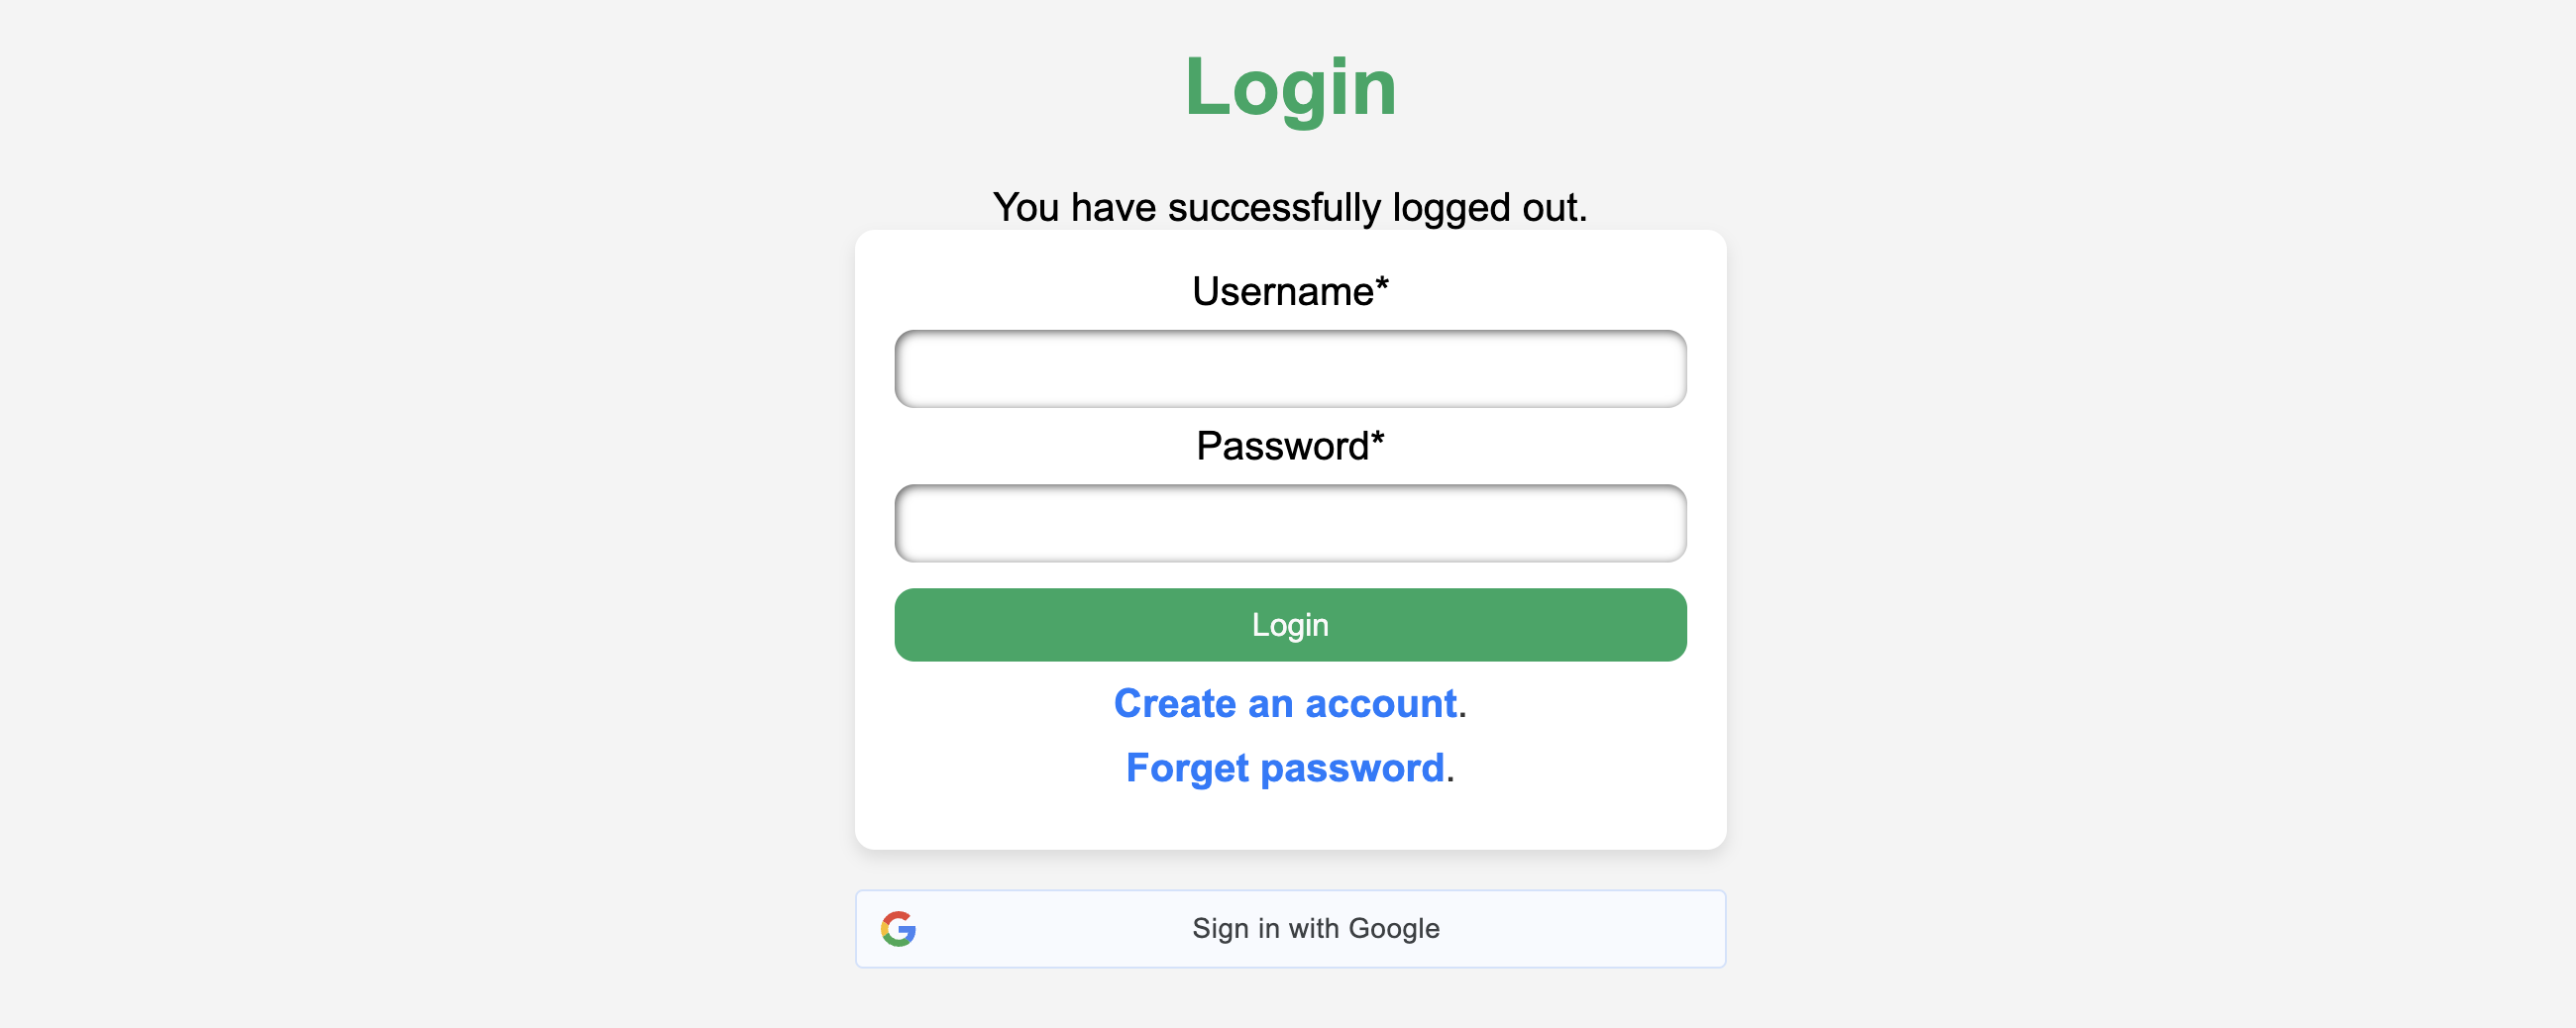 Login
You have successfully logged out.
Username*
Password*
Login
Create an account.
Forget password.
Sign in with Google